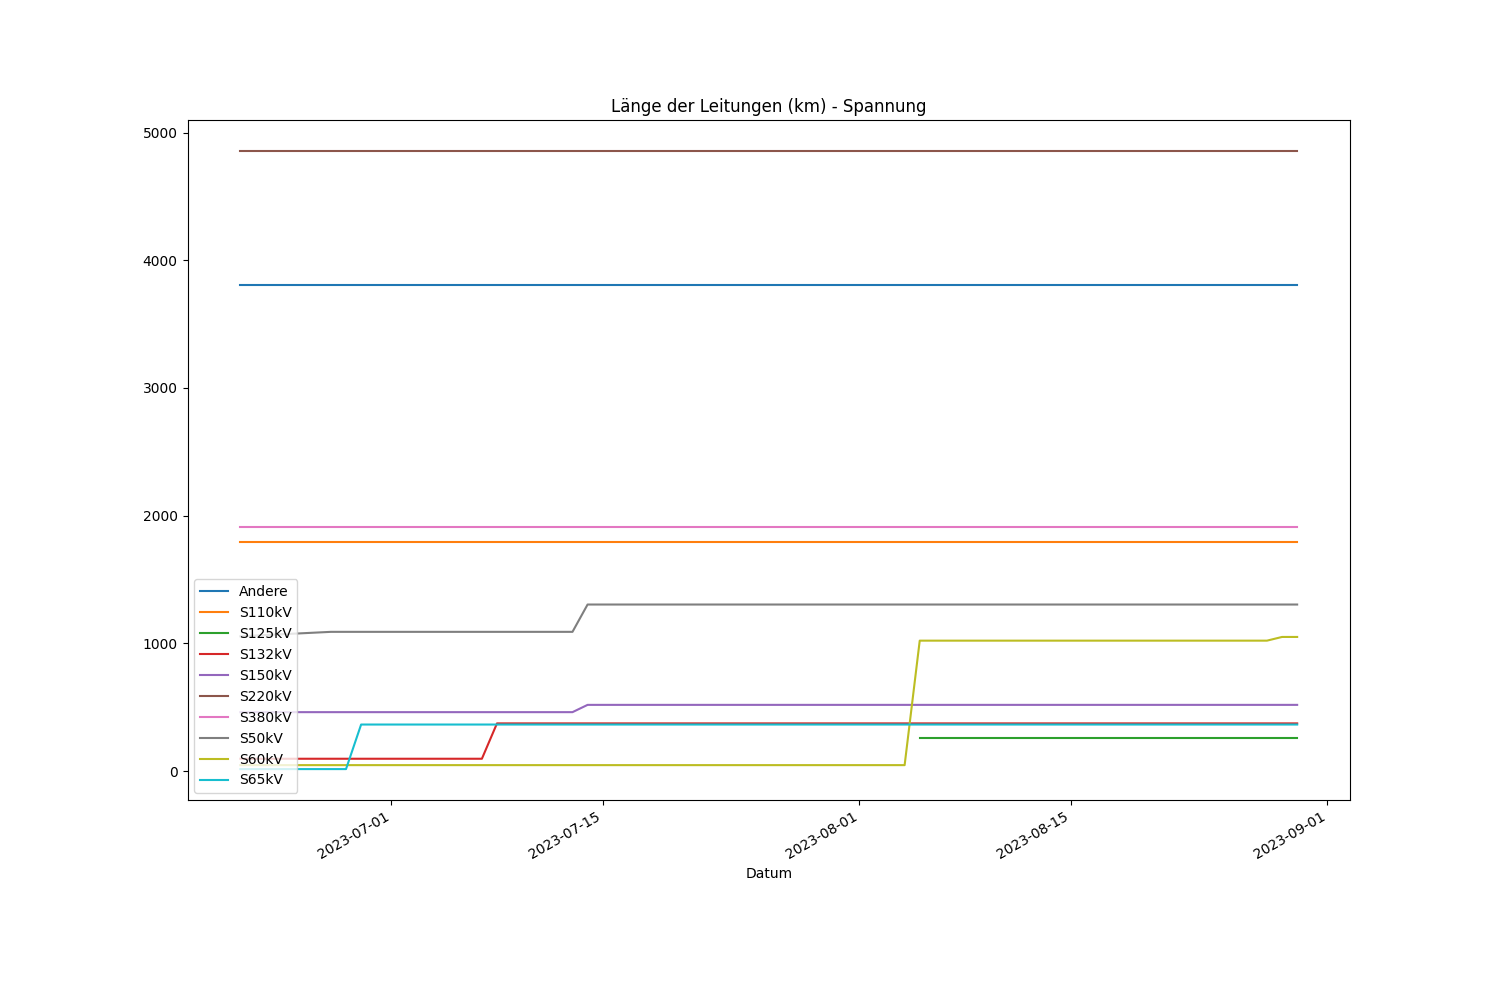 Länge der Leitungen (km) - Spannung
5000
4000
3000
2000
1000
0
Andere
S110kV
S125kV
S132kV
S150kV
S220kV
S380kV
S50kV
S60kV
S65kV
2023-07-01
2023-07-15
2023-08-01
2023-08-15
2023-09-01
Datum